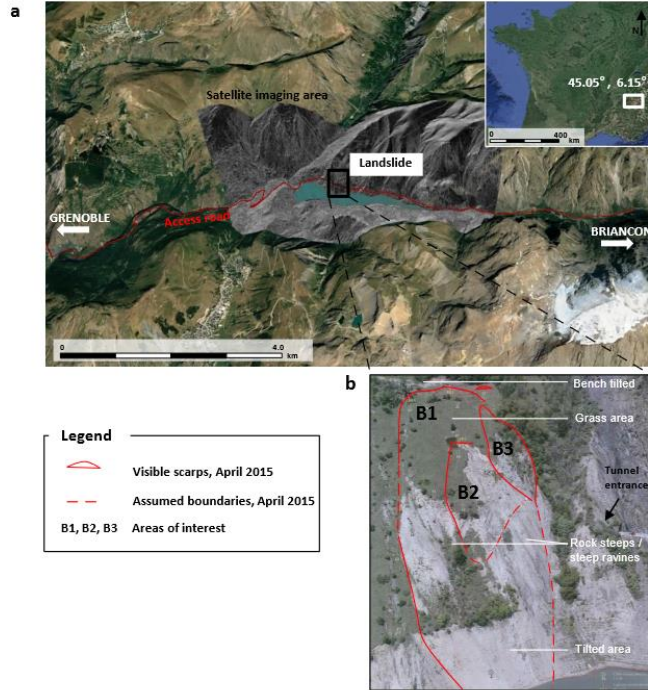 a
N
45.05°, 6.15°
0 400
km
Satellite imaging area
Landslide
GRENOBLE
Access road
BRIANCON
0 4.0
km
b
Bench tilted
B1
Grass area
B3
B2
Tunnel
entrance
Rock steeps /
steep ravines
Tilted area
Legend
Visible scarps, April 2015
Assumed boundaries, April 2015
B1, B2, B3 Areas of interest